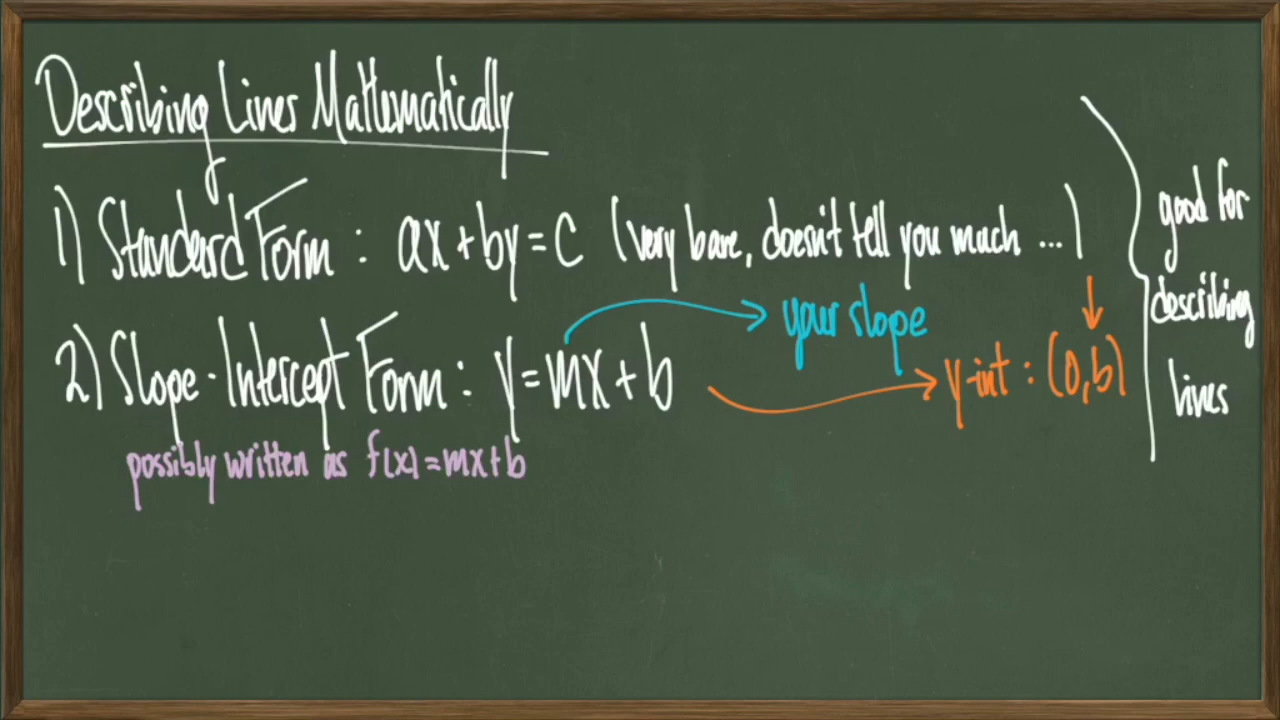 Describing Lines Mathematically
1) Standard Form : ax + by = c (very bare, doesn't tell you much ...)
your slope
2) Slope-Intercept Form : y = mx + b
y-int : (0,b)
possibly written as f(x) = mx + b
good for
describing
lines